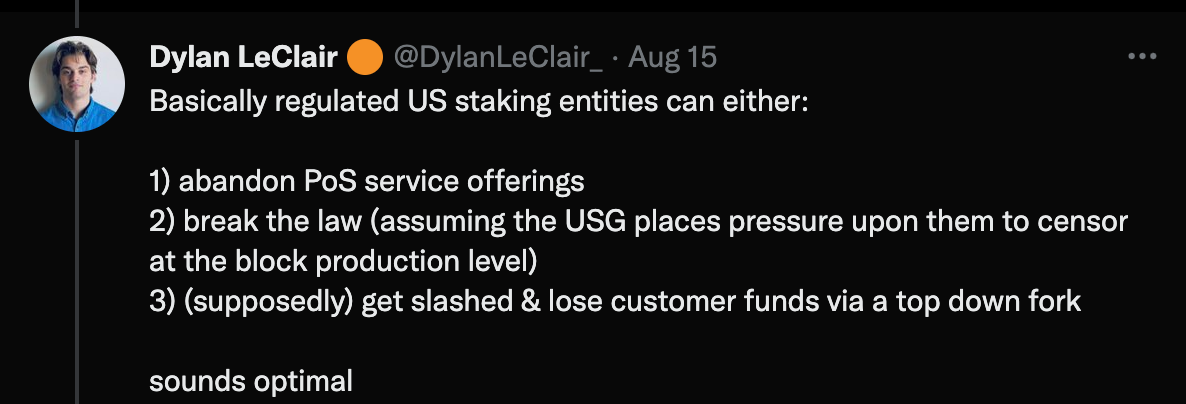 Dylan LeClair 🟠 @DylanLeClair_ · Aug 15
Basically regulated US staking entities can either:
1) abandon PoS service offerings
2) break the law (assuming the USG places pressure upon them to censor
at the block production level)
3) (supposedly) get slashed & lose customer funds via a top down fork
sounds optimal